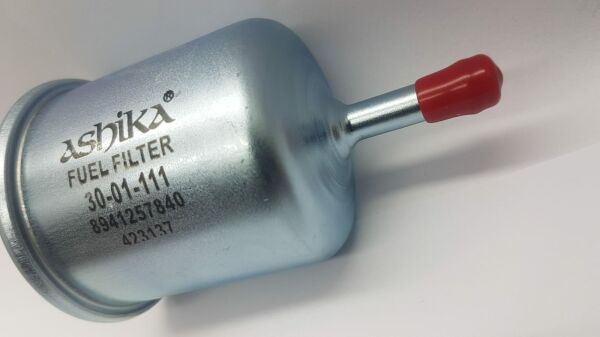 ashika®
FUEL FILTER
30-01-111
8941257840
423137